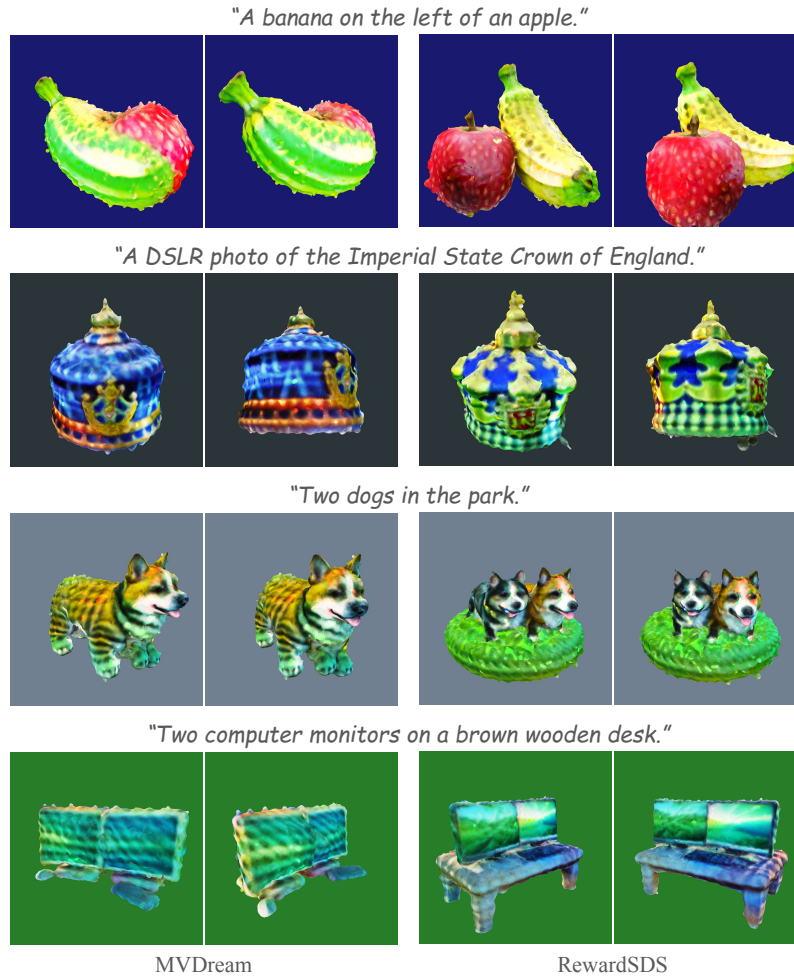 “A banana on the left of an apple.”
“A DSLR photo of the Imperial State Crown of England.”
“Two dogs in the park.”
“Two computer monitors on a brown wooden desk.”
MVDream
RewardSDS